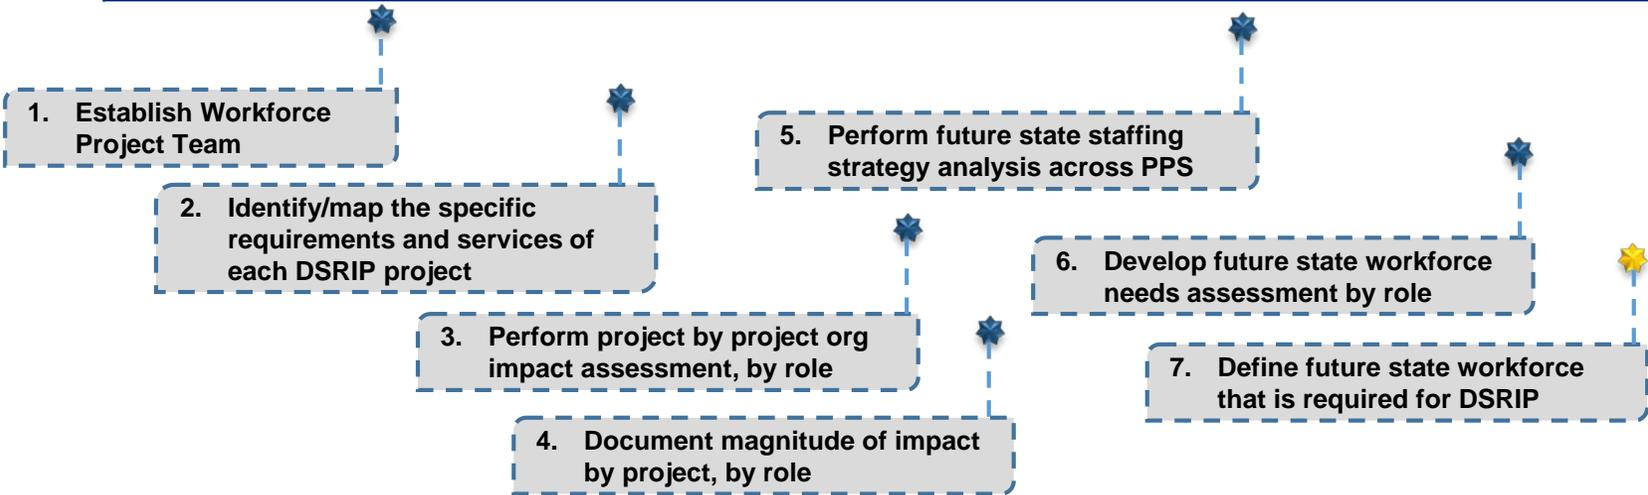 1. Establish Workforce
Project Team
2. Identify/map the specific
requirements and services of
each DSRIP project
3. Perform project by project org
impact assessment, by role
4. Document magnitude of impact
by project, by role
5. Perform future state staffing
strategy analysis across PPS
6. Develop future state workforce
needs assessment by role
7. Define future state workforce
that is required for DSRIP